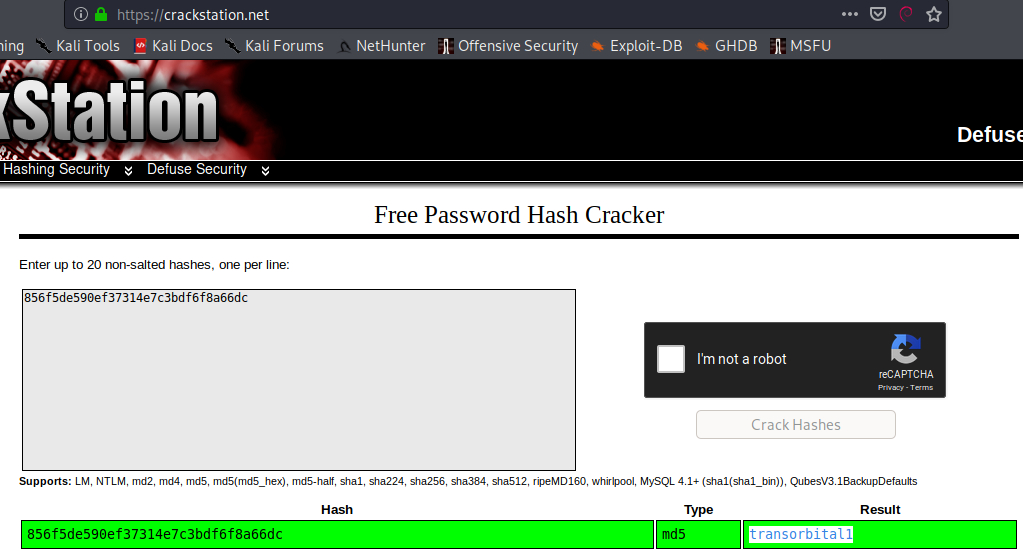 https://crackstation.net
Kali Tools Kali Docs Kali Forums NetHunter Offensive Security Exploit-DB GHDB MSFU
Station
Defuse
Hashing Security Defuse Security
Free Password Hash Cracker
Enter up to 20 non-salted hashes, one per line:
856f5de590ef37314e7c3bdf6f8a66dc
I'm not a robot
reCAPTCHA
Privacy - Terms
Crack Hashes
Supports: LM, NTLM, md2, md4, md5, md5(md5_hex), md5-half, sha1, sha224, sha256, sha384, sha512, ripeMD160, whirlpool, MySQL 4.1+ (sha1(sha1_bin)), QubesV3.1BackupDefaults
Hash Type Result
856f5de590ef37314e7c3bdf6f8a66dc md5 transorbital1